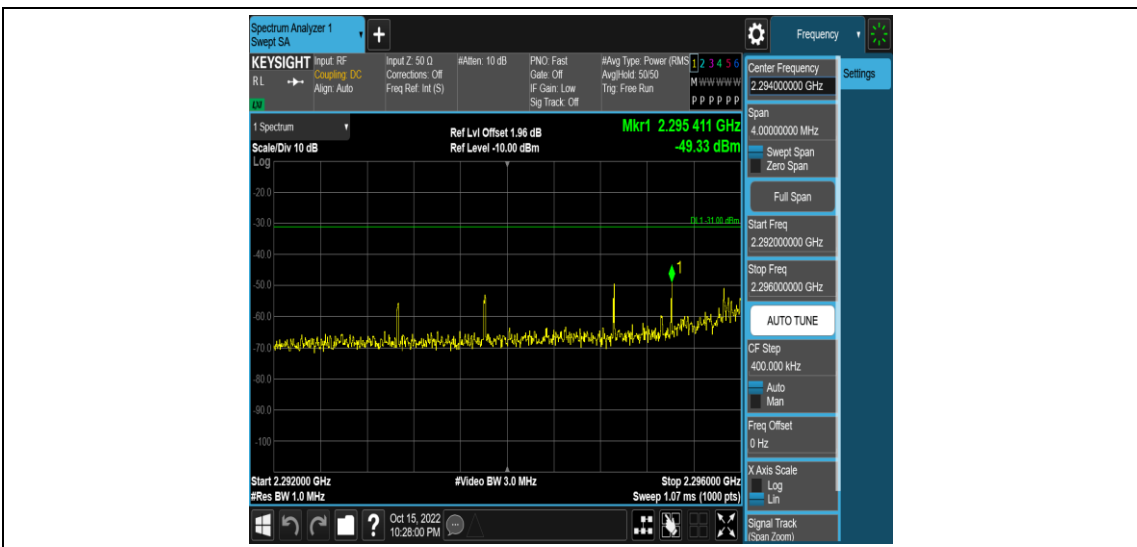 Spectrum Analyzer 1
Swept SA
+
Frequency
KEYSIGHT
RL
LXI
Input: RF
Coupling: DC
Align: Auto
Input Z: 50 Ω
Corrections: Off
Freq Ref: Int (S)
#Atten: 10 dB
PNO: Fast
Gate: Off
IF Gain: Low
Sig Track: Off
#Avg Type: Power (RMS
Avg|Hold: 50/50
Trig: Free Run
1 2 3 4 5 6
M W W W W W
P P P P P P
Center Frequency
2.294000000 GHz
Settings
Span
4.00000000 MHz
Swept Span
Zero Span
Full Span
Start Freq
2.292000000 GHz
Stop Freq
2.296000000 GHz
AUTO TUNE
CF Step
400.000 kHz
Auto
Man
Freq Offset
0 Hz
X Axis Scale
Log
Lin
Signal Track
(Span Zoom)
1 Spectrum
Scale/Div 10 dB
Log
Ref Lvl Offset 1.96 dB
Ref Level -10.00 dBm
Mkr1 2.295 411 GHz
-49.33 dBm
-20.0
-30.0
DL1 -31.00 dBm
-40.0
1
-50.0
-60.0
-70.0
-80.0
-90.0
-100
Start 2.292000 GHz
#Res BW 1.0 MHz
#Video BW 3.0 MHz
Stop 2.296000 GHz
Sweep 1.07 ms (1000 pts)
?
Oct 15, 2022
10:28:00 PM